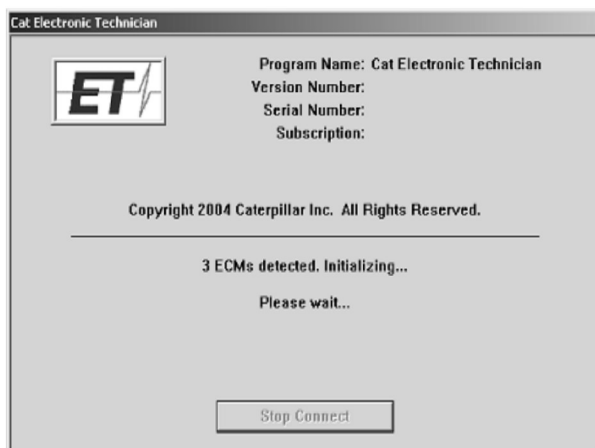 Cat Electronic Technician
ET
Program Name: Cat Electronic Technician
Version Number:
Serial Number:
Subscription:
Copyright 2004 Caterpillar Inc. All Rights Reserved.
3 ECMs detected. Initializing...
Please wait...
Stop Connect